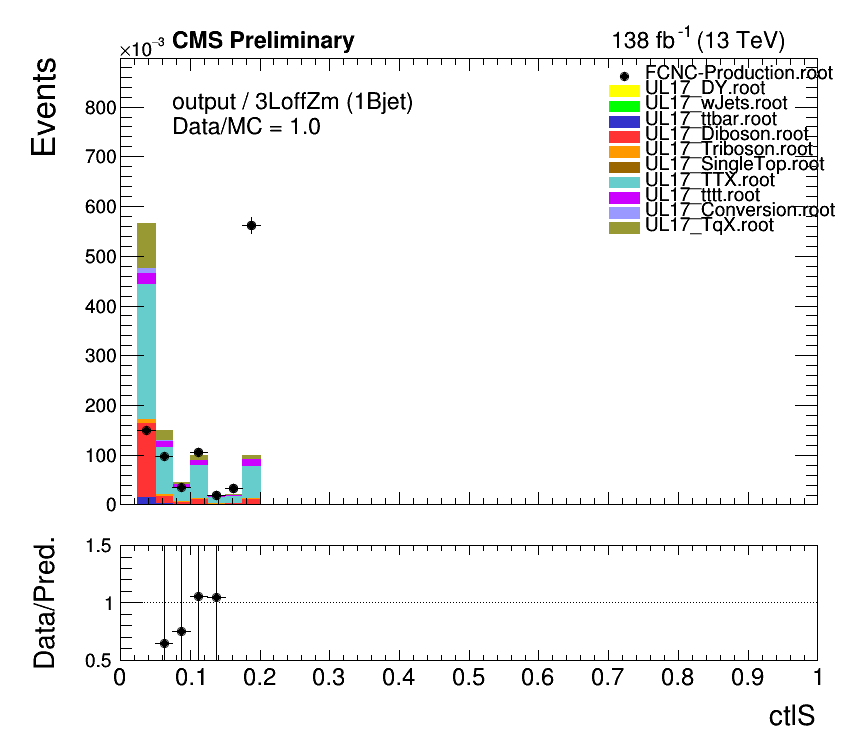 ×10⁻³ CMS Preliminary 138 fb⁻¹ (13 TeV)
Events
output / 3LoffZm (1Bjet)
Data/MC = 1.0
FCNC-Production.root
UL17_DY.root
UL17_wJets.root
UL17_ttbar.root
UL17_Diboson.root
UL17_Triboson.root
UL17_SingleTop.root
UL17_TTX.root
UL17_tttt.root
UL17_Conversion.root
UL17_TqX.root
800
700
600
500
400
300
200
100
0
Data/Pred.
1.5
1
0.5
0 0.1 0.2 0.3 0.4 0.5 0.6 0.7 0.8 0.9 1
ctlS